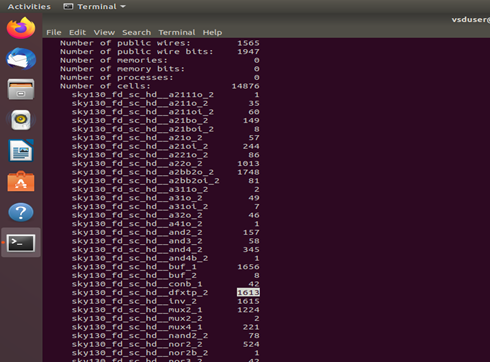 Activities Terminal
vsduser@
File Edit View Search Terminal Help
Number of public wires: 1565
Number of public wire bits: 1947
Number of memories: 0
Number of memory bits: 0
Number of processes: 0
Number of cells: 14876
sky130_fd_sc_hd__a2111o_2 1
sky130_fd_sc_hd__a211o_2 35
sky130_fd_sc_hd__a211oi_2 60
sky130_fd_sc_hd__a21bo_2 149
sky130_fd_sc_hd__a21boi_2 8
sky130_fd_sc_hd__a21o_2 57
sky130_fd_sc_hd__a21oi_2 244
sky130_fd_sc_hd__a221o_2 86
sky130_fd_sc_hd__a22o_2 1013
sky130_fd_sc_hd__a2bb2o_2 1748
sky130_fd_sc_hd__a2bb2oi_2 81
sky130_fd_sc_hd__a311o_2 2
sky130_fd_sc_hd__a31o_2 49
sky130_fd_sc_hd__a31oi_2 7
sky130_fd_sc_hd__a32o_2 46
sky130_fd_sc_hd__a41o_2 1
sky130_fd_sc_hd__and2_2 157
sky130_fd_sc_hd__and3_2 58
sky130_fd_sc_hd__and4_2 345
sky130_fd_sc_hd__and4b_2 1
sky130_fd_sc_hd__buf_1 1656
sky130_fd_sc_hd__buf_2 8
sky130_fd_sc_hd__conb_1 42
sky130_fd_sc_hd__dfxtp_2 1613
sky130_fd_sc_hd__inv_2 1615
sky130_fd_sc_hd__mux2_1 1224
sky130_fd_sc_hd__mux2_2 2
sky130_fd_sc_hd__mux4_1 221
sky130_fd_sc_hd__nand2_2 78
sky130_fd_sc_hd__nor2_2 524
sky130_fd_sc_hd__nor2b_2 1
sky130_fd_sc_hd__nor3_2 42